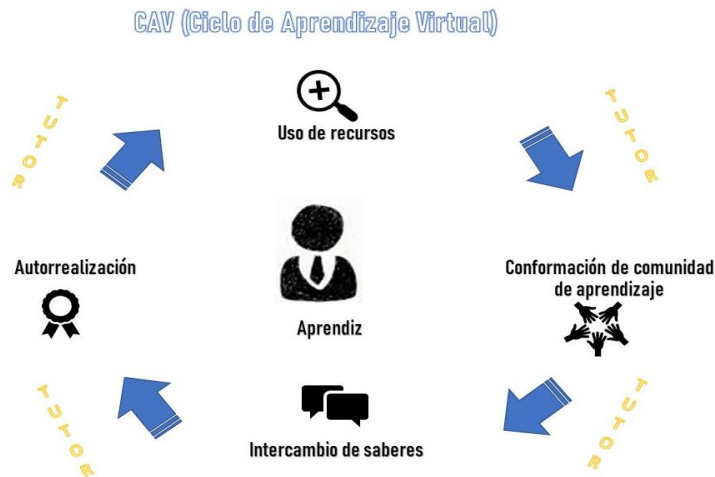 CAV (Ciclo de Aprendizaje Virtual)
TUTOR
TUTOR
Uso de recursos
Autorrealización
Aprendiz
Conformación de comunidad
de aprendizaje
TUTOR
TUTOR
Intercambio de saberes